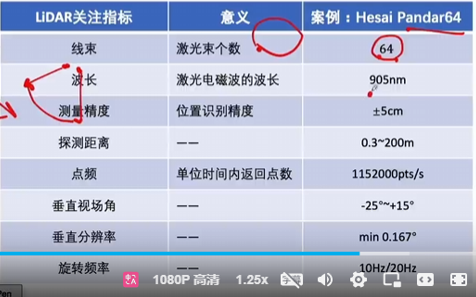 LiDAR关注指标 意义 案例：Hesai Pandar64
线束 激光束个数 64
波长 激光电磁波的波长 905nm
测量精度 位置识别精度 ±5cm
探测距离 —— 0.3~200m
点频 单位时间内返回点数 1152000pts/s
垂直视场角 —— -25°~+15°
垂直分辨率 —— min 0.167°
旋转频率 —— 10Hz/20Hz
1080P 高清 1.25x